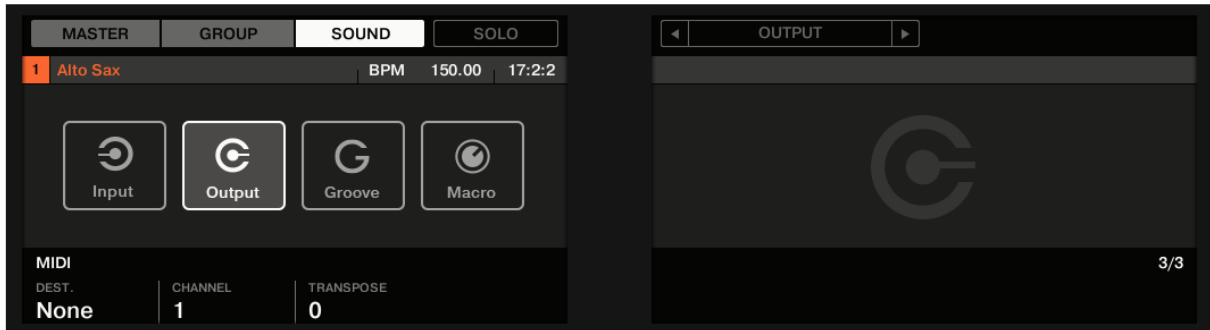 MASTER GROUP SOUND SOLO ◀ OUTPUT ▶
1 Alto Sax BPM 150.00 17:2:2
Input Output Groove Macro
MIDI 3/3
DEST. CHANNEL TRANSPOSE
None 1 0